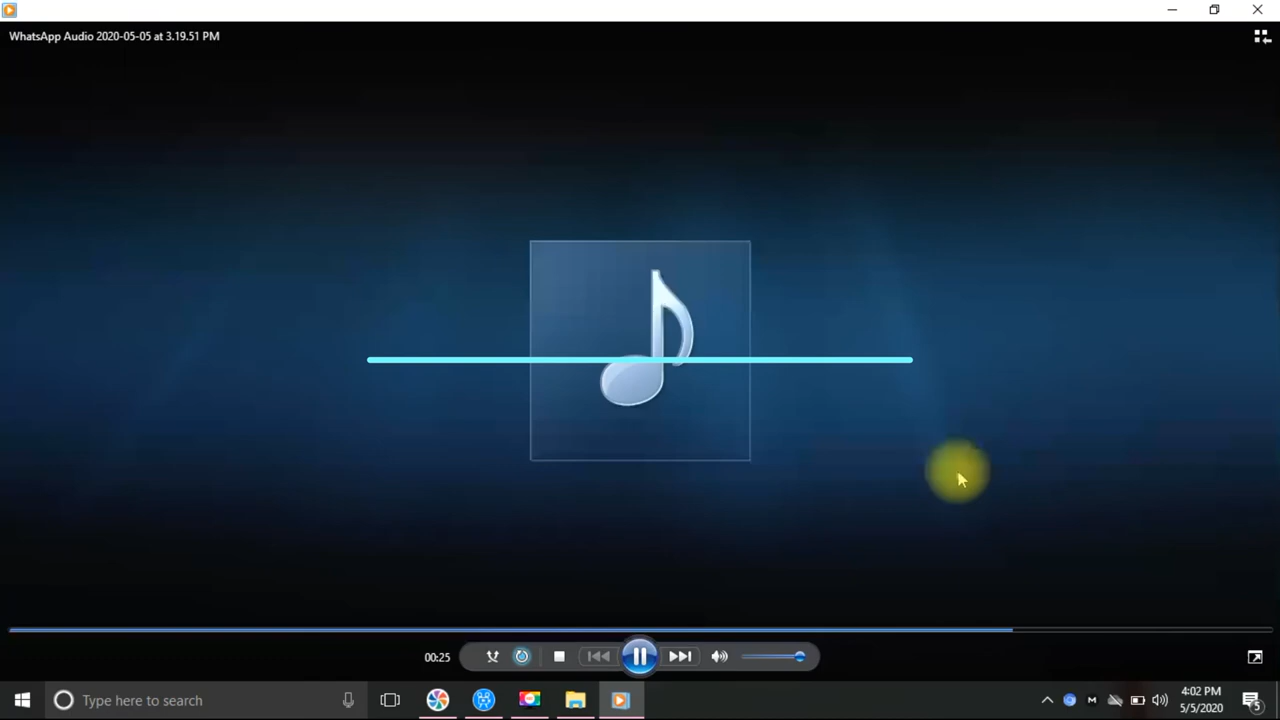 WhatsApp Audio 2020-05-05 at 3.19.51 PM
00:25
Type here to search
4:02 PM
5/5/2020
5